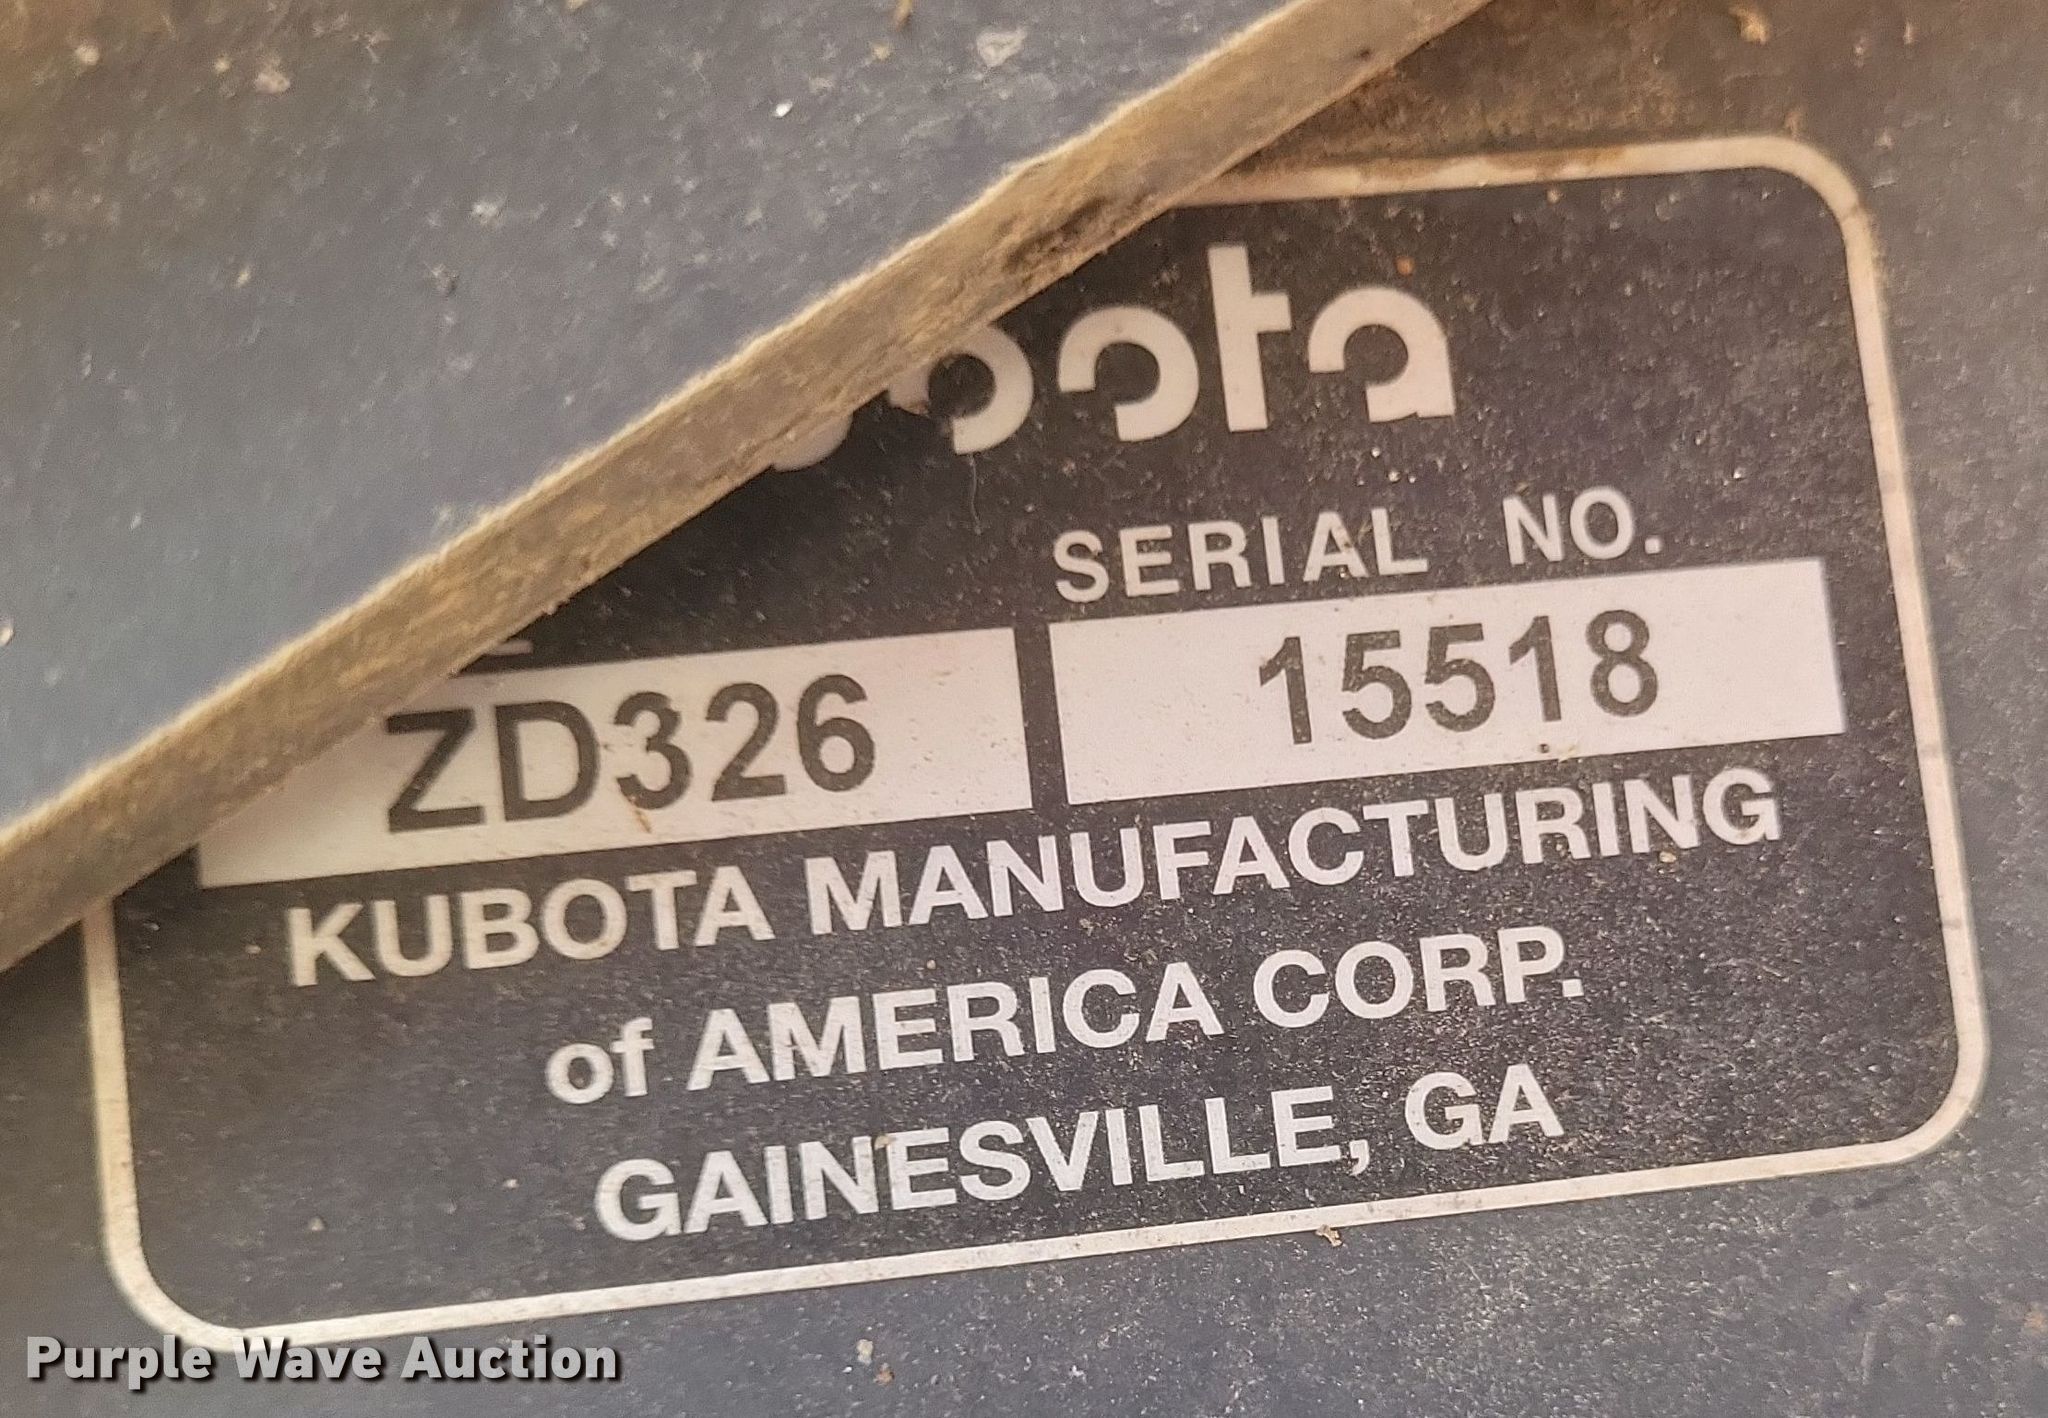 SERIAL NO.
ZD326 15518
KUBOTA MANUFACTURING
of AMERICA CORP.
GAINESVILLE, GA
Purple Wave Auction